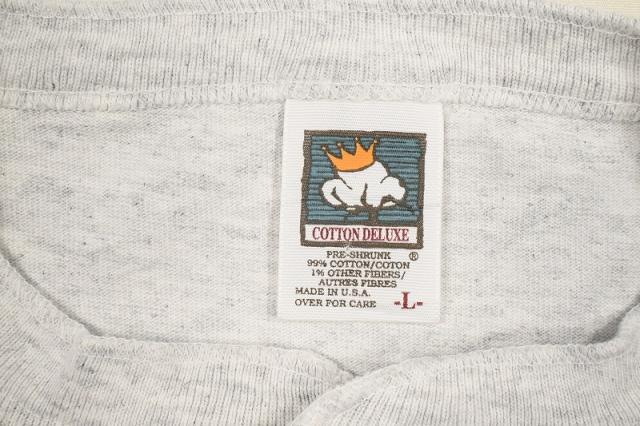 COTTON DELUXE
®
PRE-SHRUNK
99% COTTON/COTON
1% OTHER FIBERS/
AUTRES FIBRES
MADE IN U.S.A.
OVER FOR CARE -L-